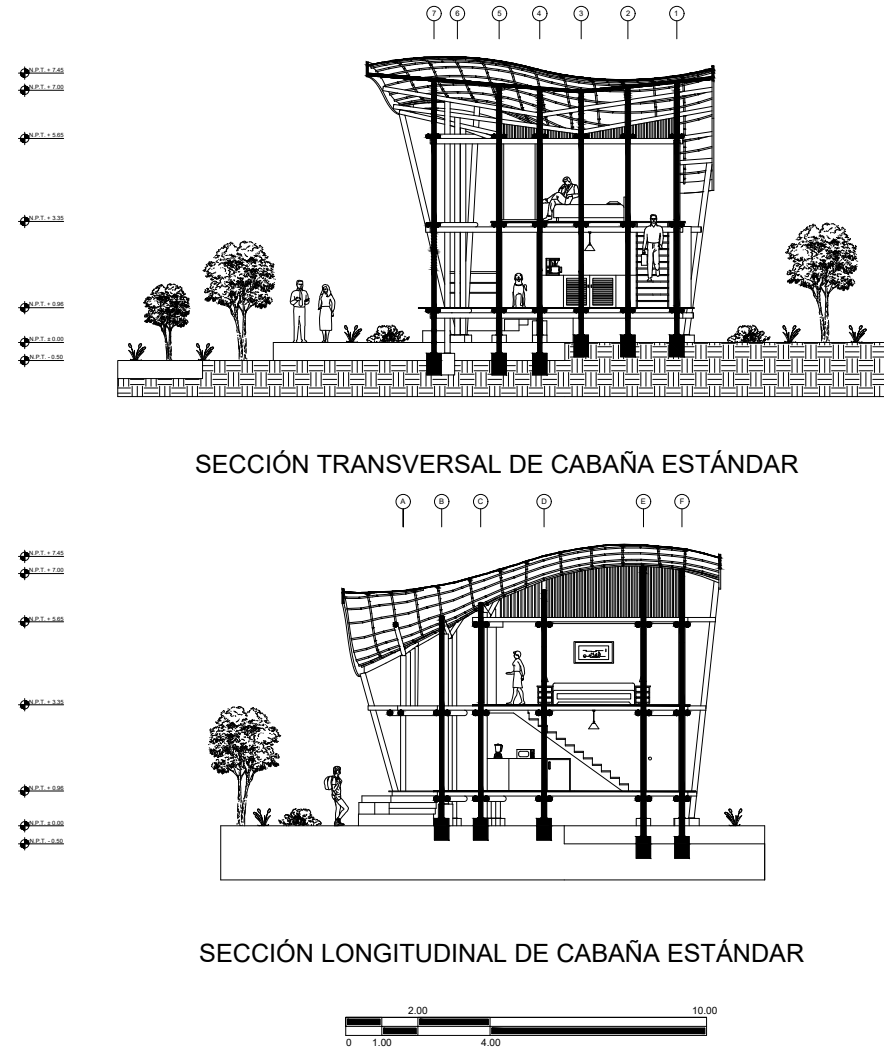 7 6 5 4 3 2 1
N.P.T. + 7.45
N.P.T. + 7.00
N.P.T. + 5.65
N.P.T. + 3.35
N.P.T. + 0.96
N.P.T. ± 0.00
N.P.T. - 0.50
SECCIÓN TRANSVERSAL DE CABAÑA ESTÁNDAR
A B C D E F
N.P.T. + 7.45
N.P.T. + 7.00
N.P.T. + 5.65
N.P.T. + 3.35
N.P.T. + 0.96
N.P.T. ± 0.00
N.P.T. - 0.50
SECCIÓN LONGITUDINAL DE CABAÑA ESTÁNDAR
2.00 10.00
0 1.00 4.00